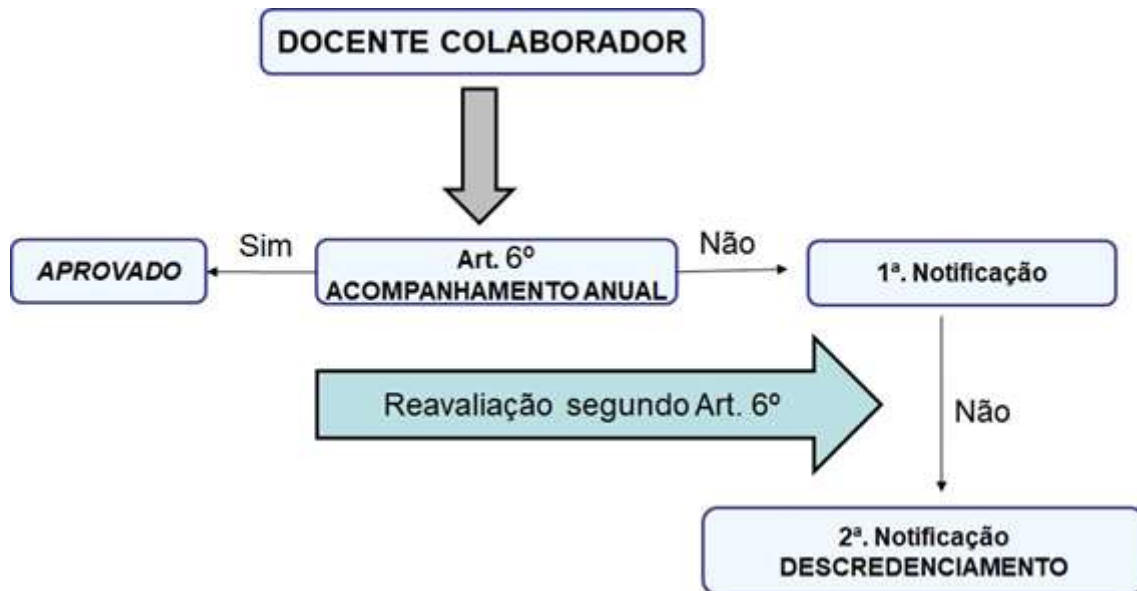 DOCENTE COLABORADOR
Sim
Não
APROVADO
Art. 6º
ACOMPANHAMENTO ANUAL
1ª. Notificação
Reavaliação segundo Art. 6º
Não
2ª. Notificação
DESCREDENCIAMENTO